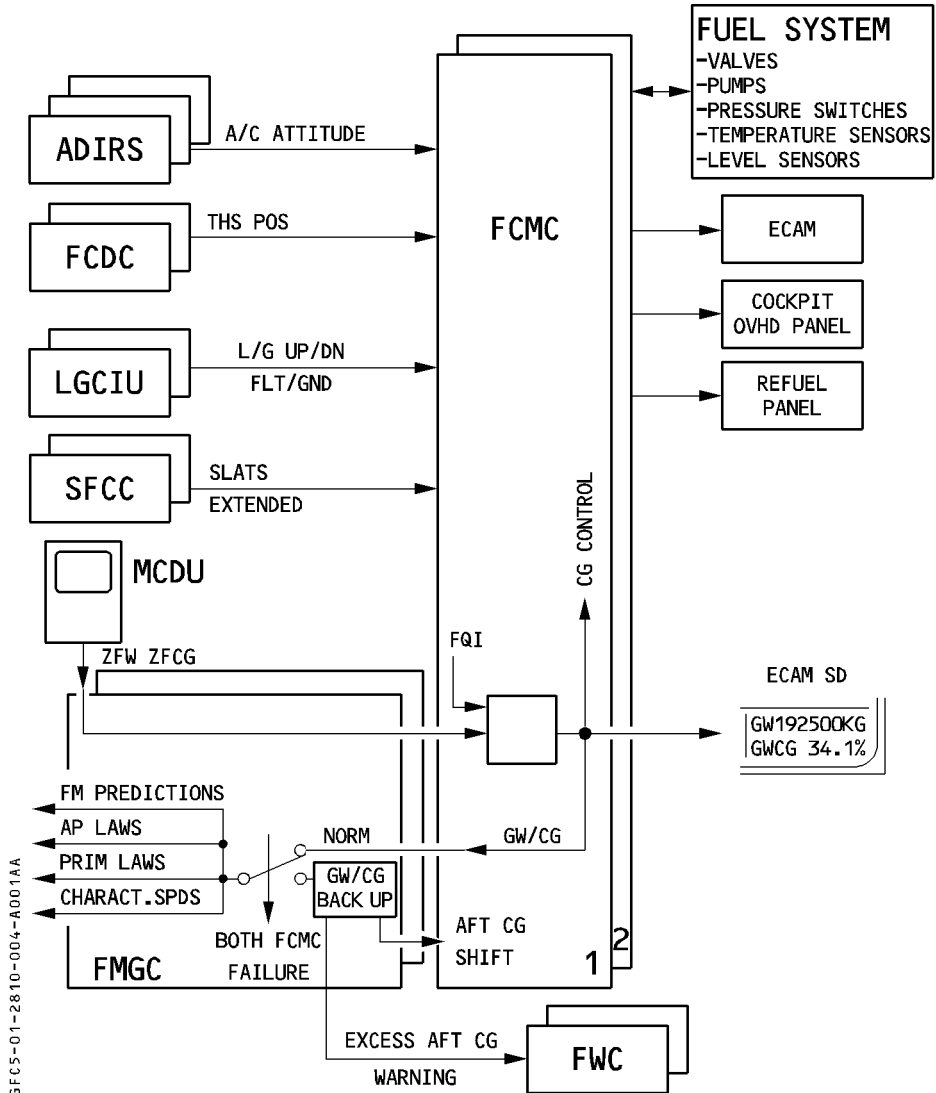 FUEL SYSTEM
-VALVES
-PUMPS
-PRESSURE SWITCHES
-TEMPERATURE SENSORS
-LEVEL SENSORS
ADIRS
A/C ATTITUDE
FCDC
THS POS
FCMC
ECAM
COCKPIT
OVHD PANEL
LGCIU
L/G UP/DN
FLT/GND
REFUEL
PANEL
SFCC
SLATS
EXTENDED
CG CONTROL
MCDU
ZFW ZFCG
FQI
ECAM SD
GW192500KG
GWCG 34.1%
FM PREDICTIONS
AP LAWS
PRIM LAWS
CHARACT.SPDS
NORM
GW/CG
GW/CG
BACK UP
BOTH FCMC
FAILURE
AFT CG
SHIFT
1
2
FMGC
EXCESS AFT CG
WARNING
FWC
GFC5-01-2810-004-A001AA